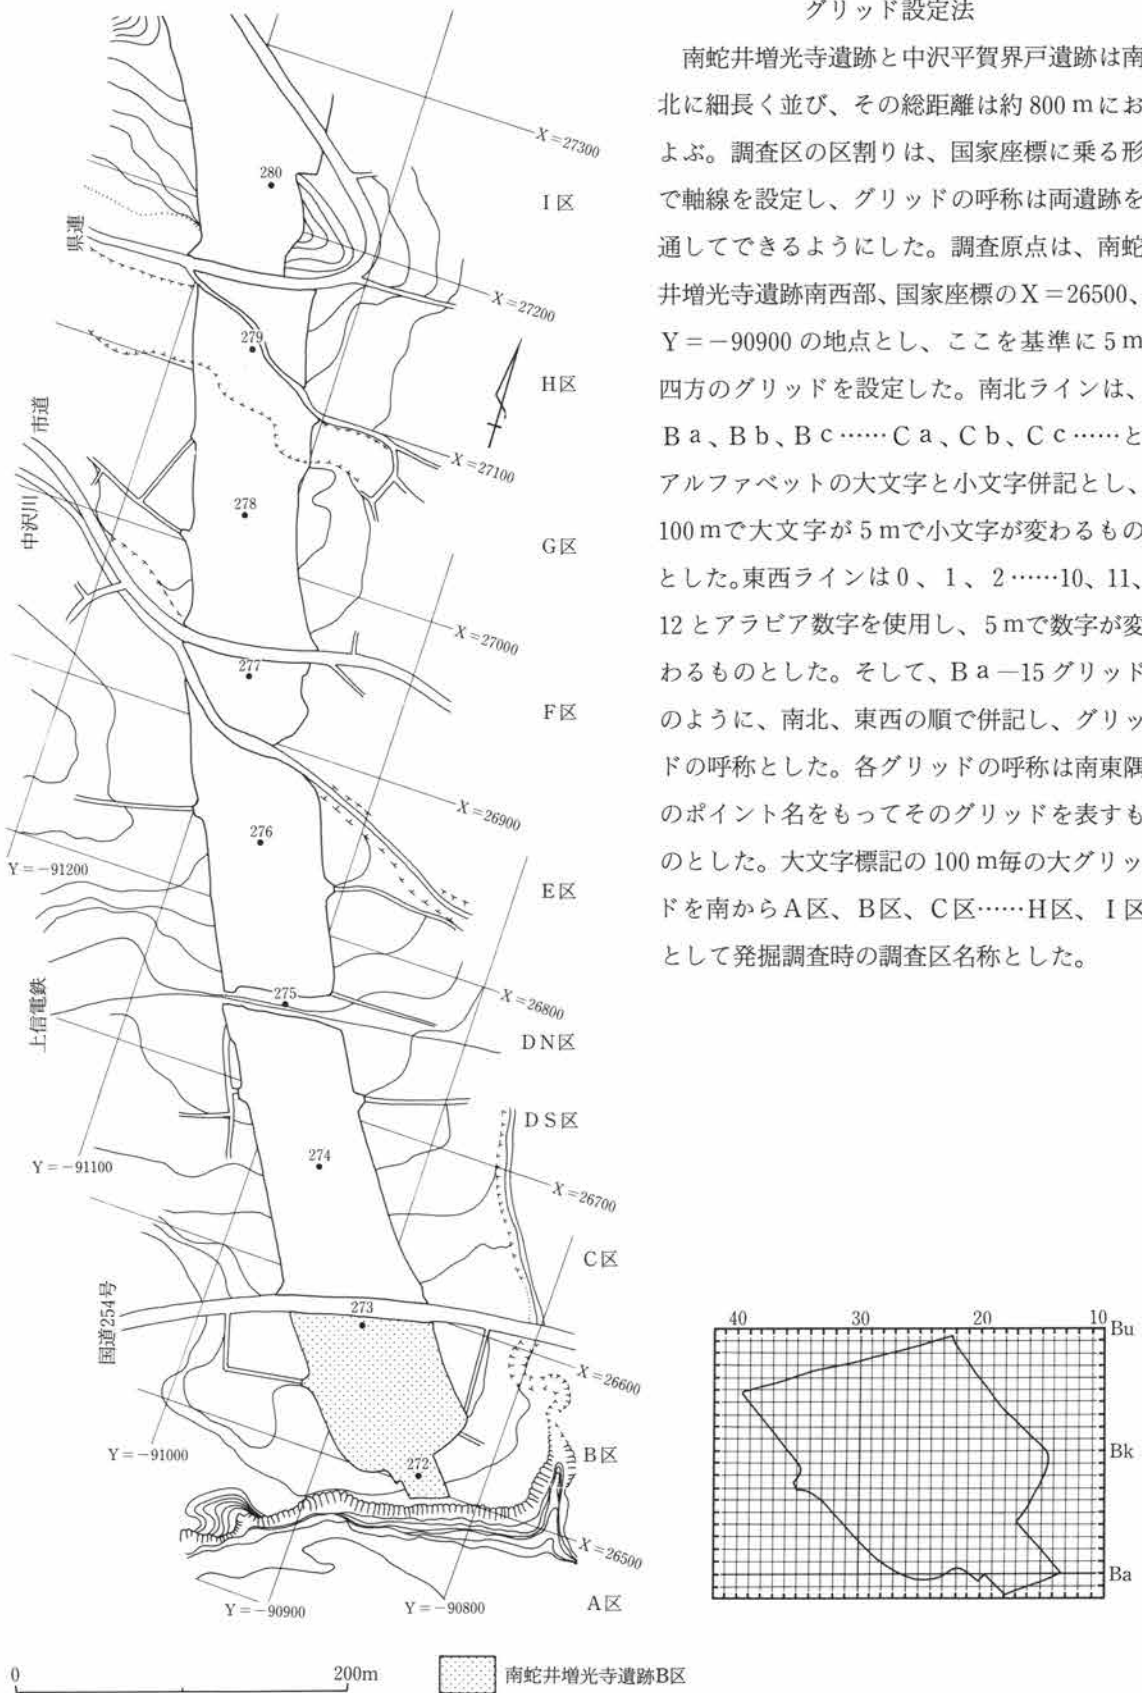 グリッド設定法
南蛇井増光寺遺跡と中沢平賀界戸遺跡は南
北に細長く並び、その総距離は約800mにお
よぶ。調査区の区割りは、国家座標に乗る形
で軸線を設定し、グリッドの呼称は両遺跡を
通してできるようにした。調査原点は、南蛇
井増光寺遺跡南西部、国家座標のX=26500、
Y=-90900の地点とし、ここを基準に5m
四方のグリッドを設定した。南北ラインは、
Ba、Bb、Bc……Ca、Cb、Cc……と
アルファベットの大文字と小文字併記とし、
100mで大文字が5mで小文字が変わるもの
とした。東西ラインは0、1、2……10、11、
12とアラビア数字を使用し、5mで数字が変
わるものとした。そして、Ba—15グリッド
のように、南北、東西の順で併記し、グリッ
ドの呼称とした。各グリッドの呼称は南東隅
のポイント名をもってそのグリッドを表すも
のとした。大文字標記の100m毎の大グリッ
ドを南からA区、B区、C区……H区、I区
として発掘調査時の調査区名称とした。
X=27300
280
I区
県連
X=27200
279
H区
市道
X=27100
中沢川
278
G区
X=27000
277
F区
X=26900
276
Y=-91200
E区
275
X=26800
上信電鉄
DN区
DS区
274
Y=-91100
X=26700
C区
国道254号
273
X=26600
Y=-91000
B区
272
X=26500
Y=-90900
Y=-90800
A区
40 30 20 10
Bu
Bk
Ba
0 200m
南蛇井増光寺遺跡B区